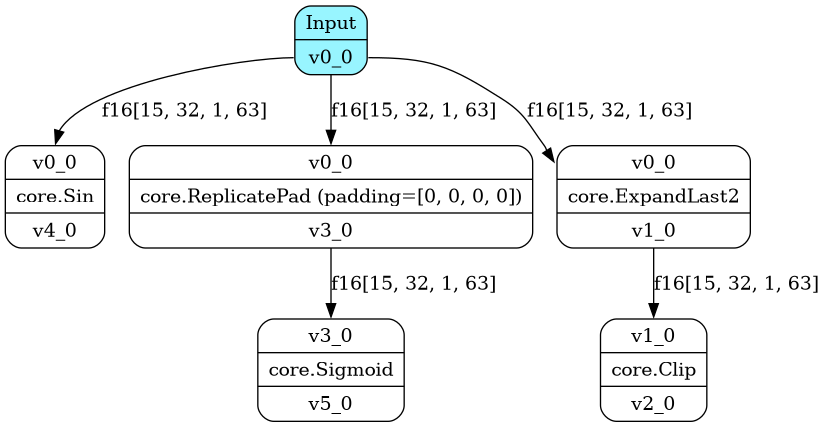 Input
v0_0
f16[15, 32, 1, 63]
f16[15, 32, 1, 63]
f16[15, 32, 1, 63]
v0_0
core.Sin
v4_0
v0_0
core.ReplicatePad (padding=[0, 0, 0, 0])
v3_0
v0_0
core.ExpandLast2
v1_0
f16[15, 32, 1, 63]
f16[15, 32, 1, 63]
v3_0
core.Sigmoid
v5_0
v1_0
core.Clip
v2_0